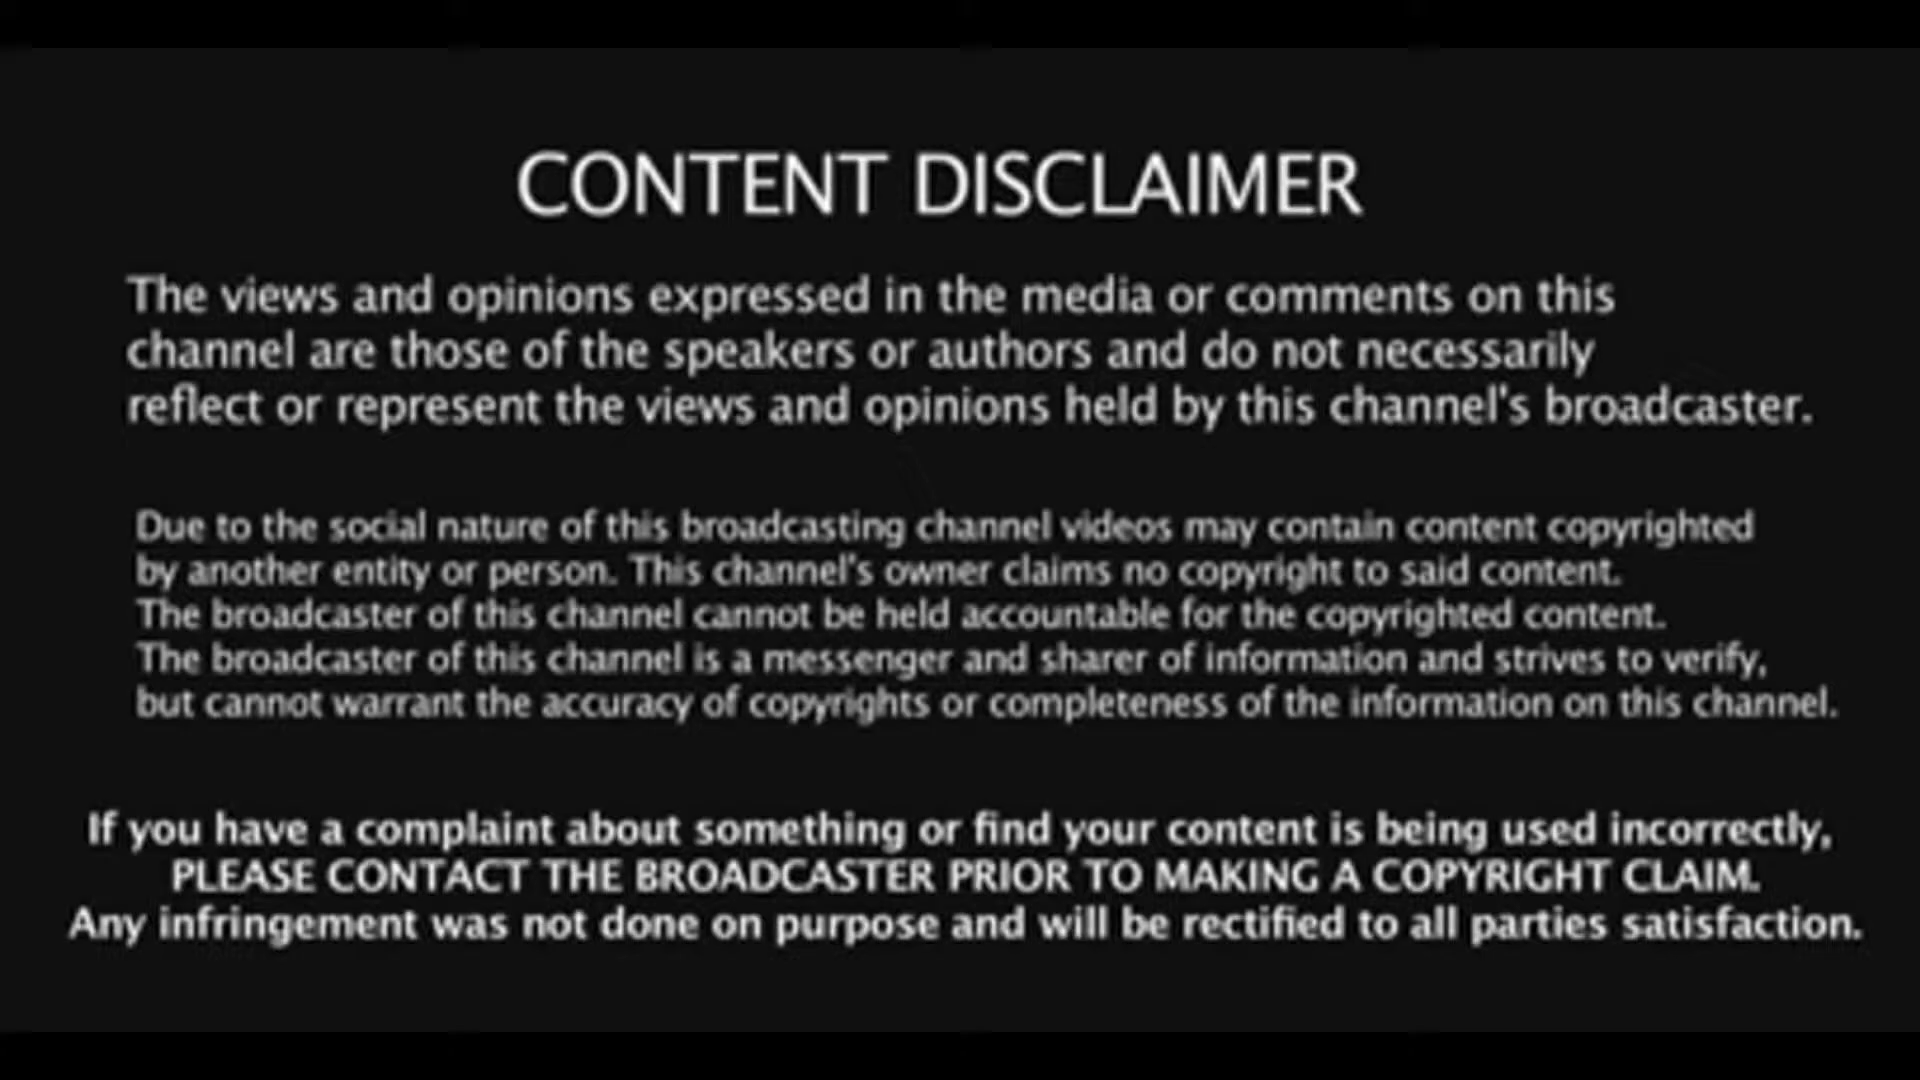 CONTENT DISCLAIMER
The views and opinions expressed in the media or comments on this
channel are those of the speakers or authors and do not necessarily
reflect or represent the views and opinions held by this channel's broadcaster.
Due to the social nature of this broadcasting channel videos may contain content copyrighted
by another entity or person. This channel's owner claims no copyright to said content.
The broadcaster of this channel cannot be held accountable for the copyrighted content.
The broadcaster of this channel is a messenger and sharer of information and strives to verify,
but cannot warrant the accuracy of copyrights or completeness of the information on this channel.
If you have a complaint about something or find your content is being used incorrectly,
PLEASE CONTACT THE BROADCASTER PRIOR TO MAKING A COPYRIGHT CLAIM.
Any infringement was not done on purpose and will be rectified to all parties satisfaction.